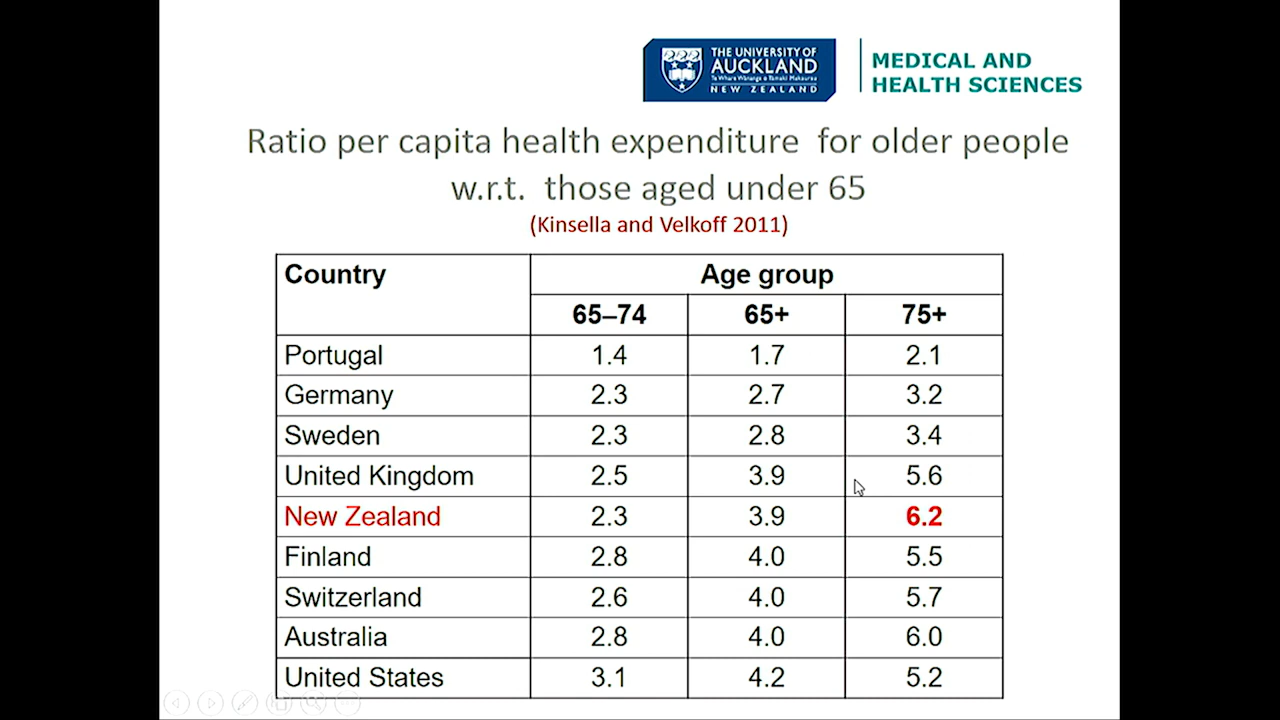 THE UNIVERSITY OF
AUCKLAND
Te Whare Wānanga o Tāmaki Makaurau
NEW ZEALAND
MEDICAL AND
HEALTH SCIENCES
Ratio per capita health expenditure for older people
w.r.t. those aged under 65
(Kinsella and Velkoff 2011)
Country Age group
65–74 65+ 75+
Portugal 1.4 1.7 2.1
Germany 2.3 2.7 3.2
Sweden 2.3 2.8 3.4
United Kingdom 2.5 3.9 5.6
New Zealand 2.3 3.9 6.2
Finland 2.8 4.0 5.5
Switzerland 2.6 4.0 5.7
Australia 2.8 4.0 6.0
United States 3.1 4.2 5.2